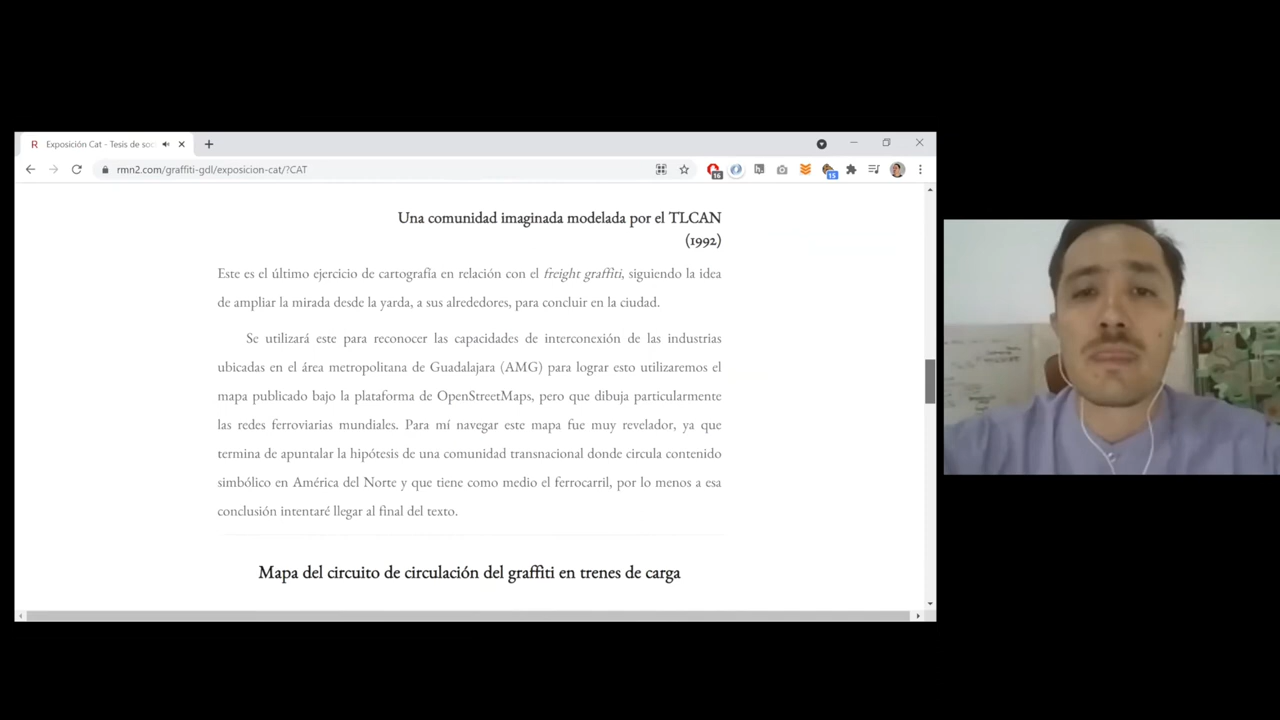 Exposición Cat - Tesis de soc
rmn2.com/graffiti-gdl/exposicion-cat/?CAT
16
15
Una comunidad imaginada modelada por el TLCAN
(1992)
Este es el último ejercicio de cartografía en relación con el freight graffiti, siguiendo la idea
de ampliar la mirada desde la yarda, a sus alrededores, para concluir en la ciudad.
Se utilizará este para reconocer las capacidades de interconexión de las industrias
ubicadas en el área metropolitana de Guadalajara (AMG) para lograr esto utilizaremos el
mapa publicado bajo la plataforma de OpenStreetMaps, pero que dibuja particularmente
las redes ferroviarias mundiales. Para mí navegar este mapa fue muy revelador, ya que
termina de apuntalar la hipótesis de una comunidad transnacional donde circula contenido
simbólico en América del Norte y que tiene como medio el ferrocarril, por lo menos a esa
conclusión intentaré llegar al final del texto.
Mapa del circuito de circulación del graffiti en trenes de carga